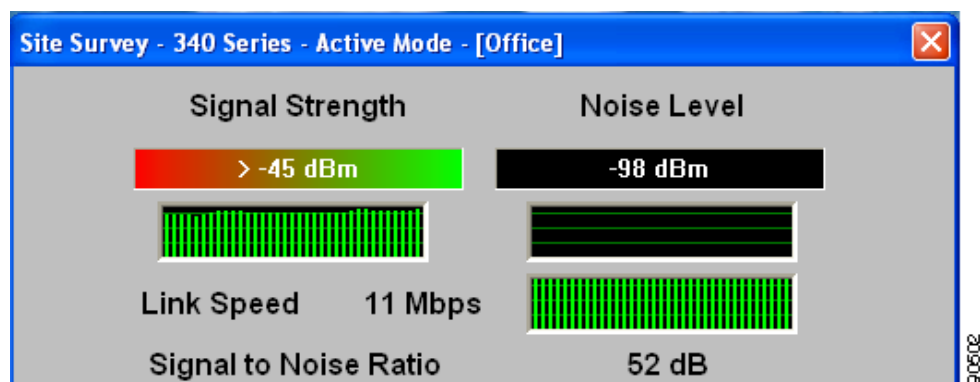 Site Survey - 340 Series - Active Mode - [Office]
Signal Strength Noise Level
> -45 dBm -98 dBm
Link Speed 11 Mbps
Signal to Noise Ratio 52 dB
90502